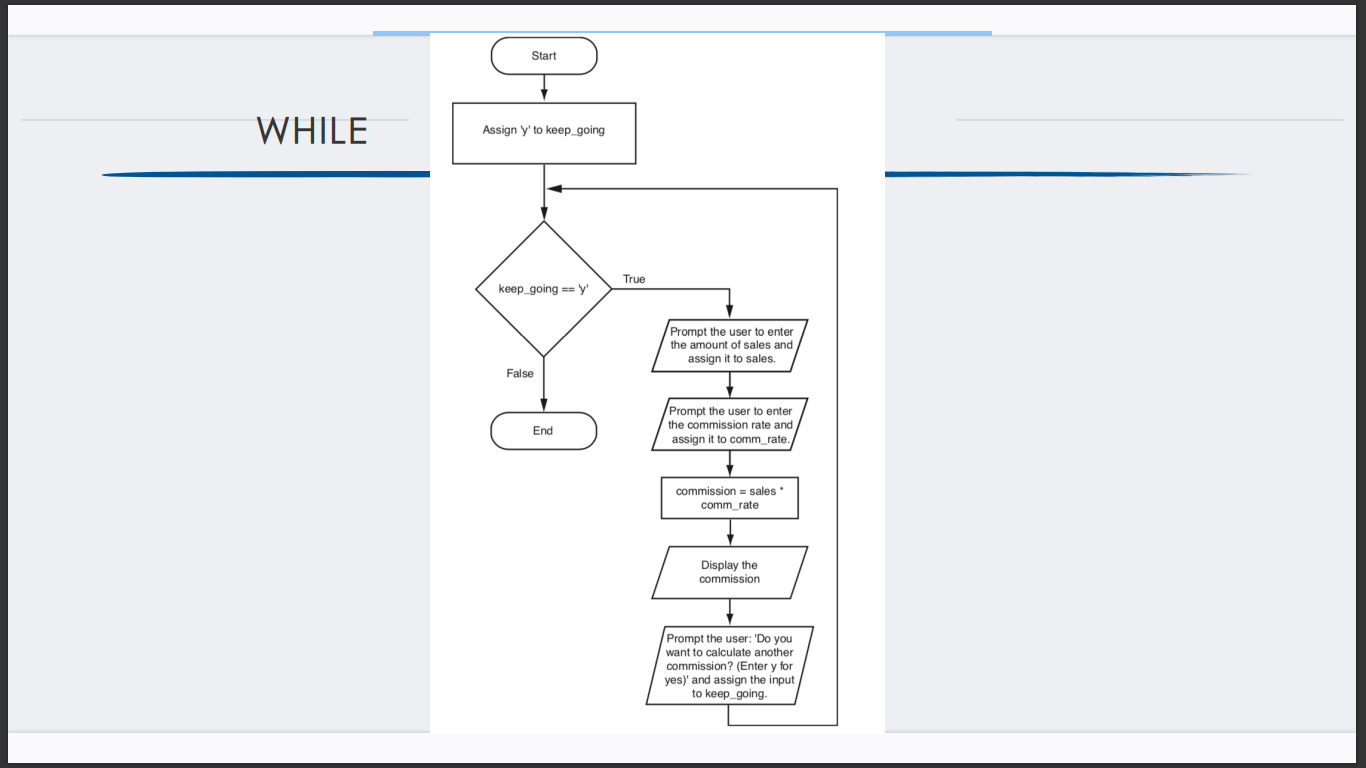 Start
WHILE
Assign 'y' to keep_going
keep_going == 'y'
True
Prompt the user to enter
the amount of sales and
assign it to sales.
False
Prompt the user to enter
the commission rate and
assign it to comm_rate.
End
commission = sales *
comm_rate
Display the
commission
Prompt the user: 'Do you
want to calculate another
commission? (Enter y for
yes)' and assign the input
to keep_going.